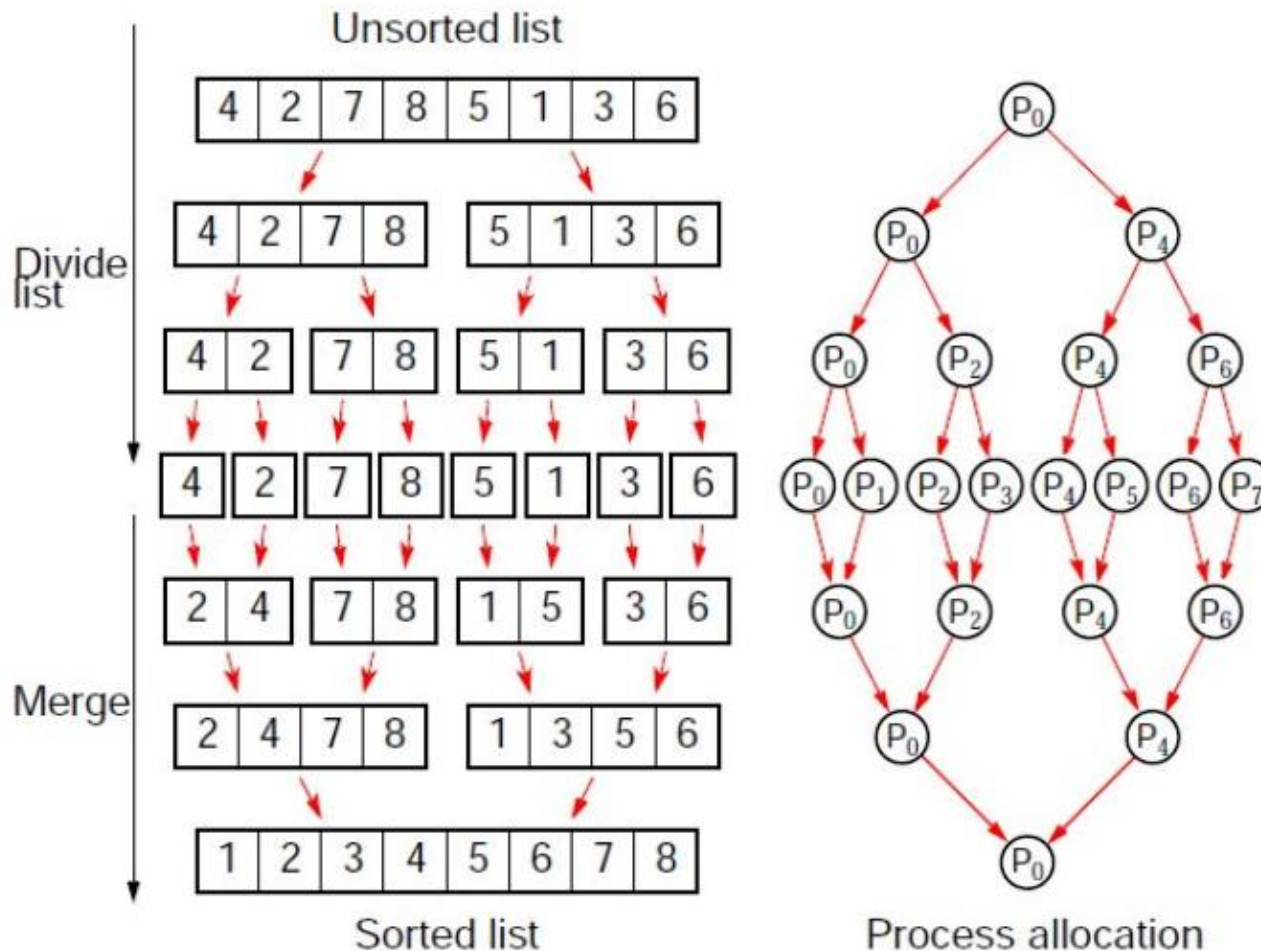 Unsorted list
4 2 7 8 5 1 3 6
P0
4 2 7 8 5 1 3 6
P0 P4
Divide
list
4 2 7 8 5 1 3 6
P0 P2 P4 P6
4 2 7 8 5 1 3 6
P0 P1 P2 P3 P4 P5 P6 P7
2 4 7 8 1 5 3 6
P0 P2 P4 P6
Merge
2 4 7 8 1 3 5 6
P0 P4
1 2 3 4 5 6 7 8
P0
Sorted list
Process allocation